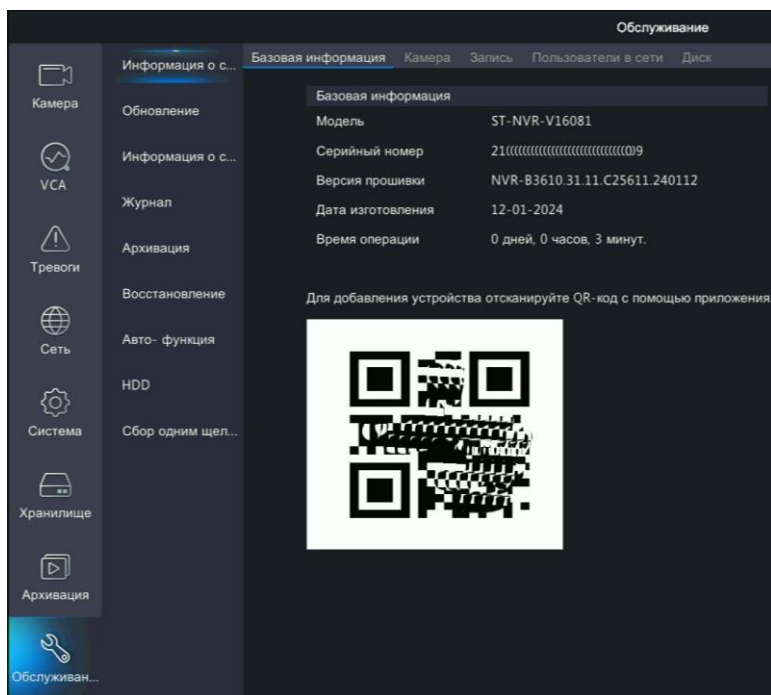 Обслуживание
Базовая информация Камера Запись Пользователи в сети Диск
Камера
VCA
Тревоги
Сеть
Система
Хранилище
Архивация
Обслуживан...
Информация о с...
Обновление
Информация о с...
Журнал
Архивация
Восстановление
Авто- функция
HDD
Сбор одним щел...
Базовая информация
Модель ST-NVR-V16081
Серийный номер
Версия прошивки NVR-B3610.31.11.C25611.240112
Дата изготовления 12-01-2024
Время операции 0 дней, 0 часов, 3 минут.
Для добавления устройства отсканируйте QR-код с помощью приложения